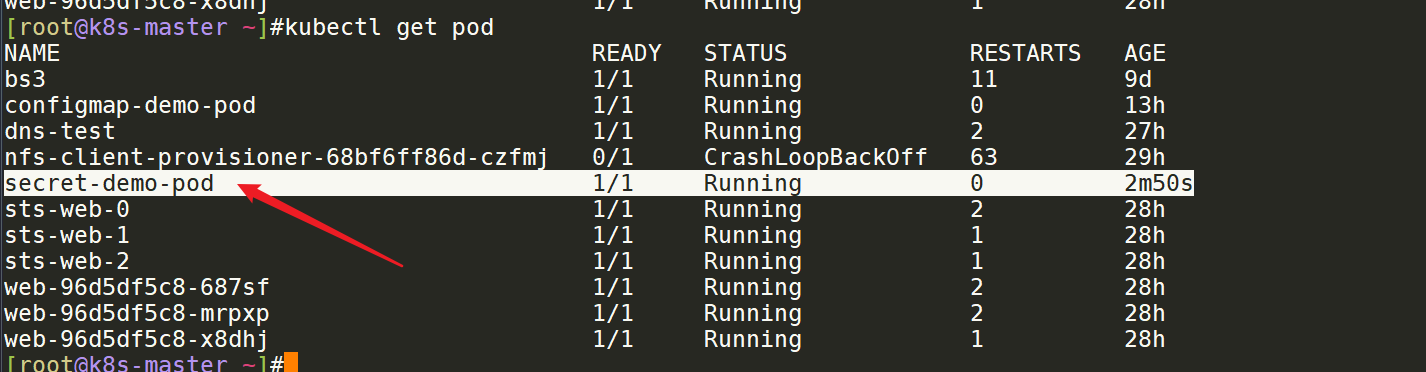 web-96d5df5c8-x8dhj 1/1 Running 1 28h
[root@k8s-master ~]#kubectl get pod
NAME READY STATUS RESTARTS AGE
bs3 1/1 Running 11 9d
configmap-demo-pod 1/1 Running 0 13h
dns-test 1/1 Running 2 27h
nfs-client-provisioner-68bf6ff86d-czfmj 0/1 CrashLoopBackOff 63 29h
secret-demo-pod 1/1 Running 0 2m50s
sts-web-0 1/1 Running 2 28h
sts-web-1 1/1 Running 1 28h
sts-web-2 1/1 Running 1 28h
web-96d5df5c8-687sf 1/1 Running 2 28h
web-96d5df5c8-mrpxp 1/1 Running 2 28h
web-96d5df5c8-x8dhj 1/1 Running 1 28h
[root@k8s-master ~]#